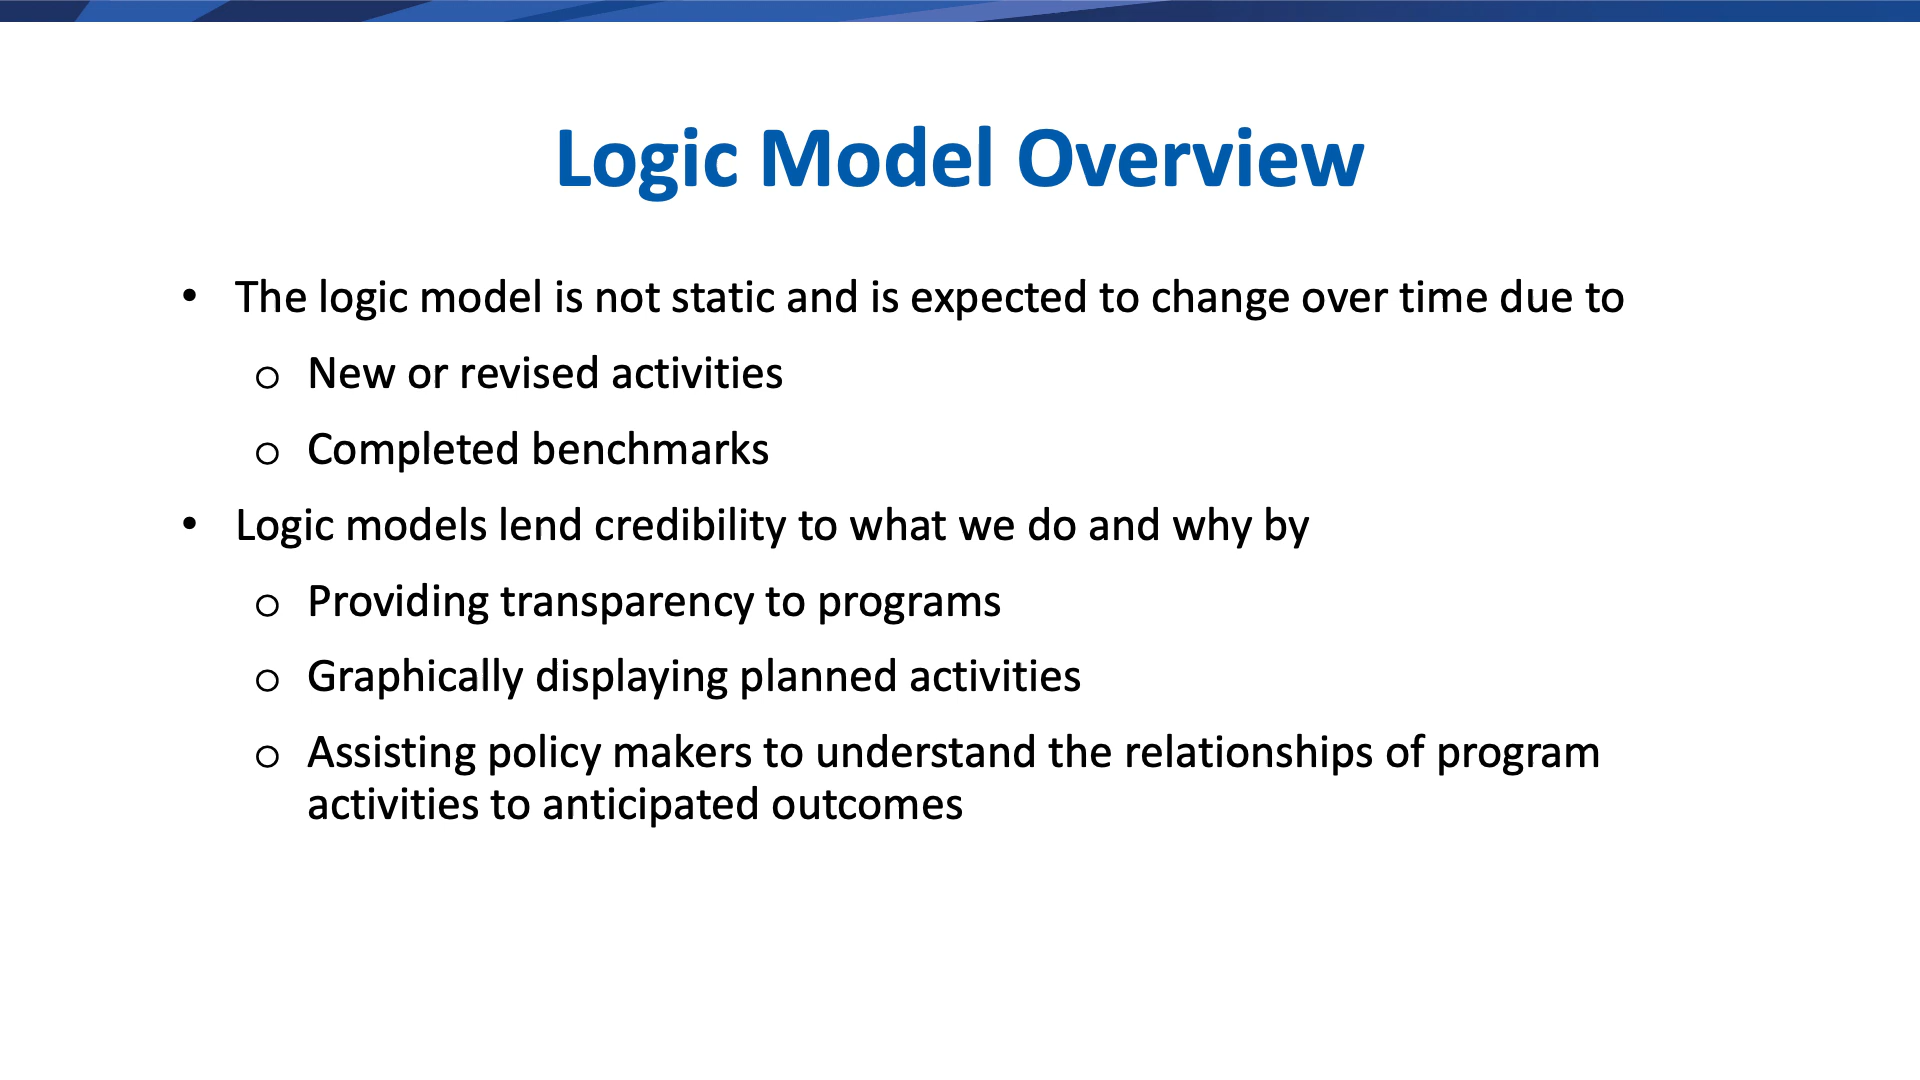 Logic Model Overview
• The logic model is not static and is expected to change over time due to
o New or revised activities
o Completed benchmarks
• Logic models lend credibility to what we do and why by
o Providing transparency to programs
o Graphically displaying planned activities
o Assisting policy makers to understand the relationships of program
activities to anticipated outcomes